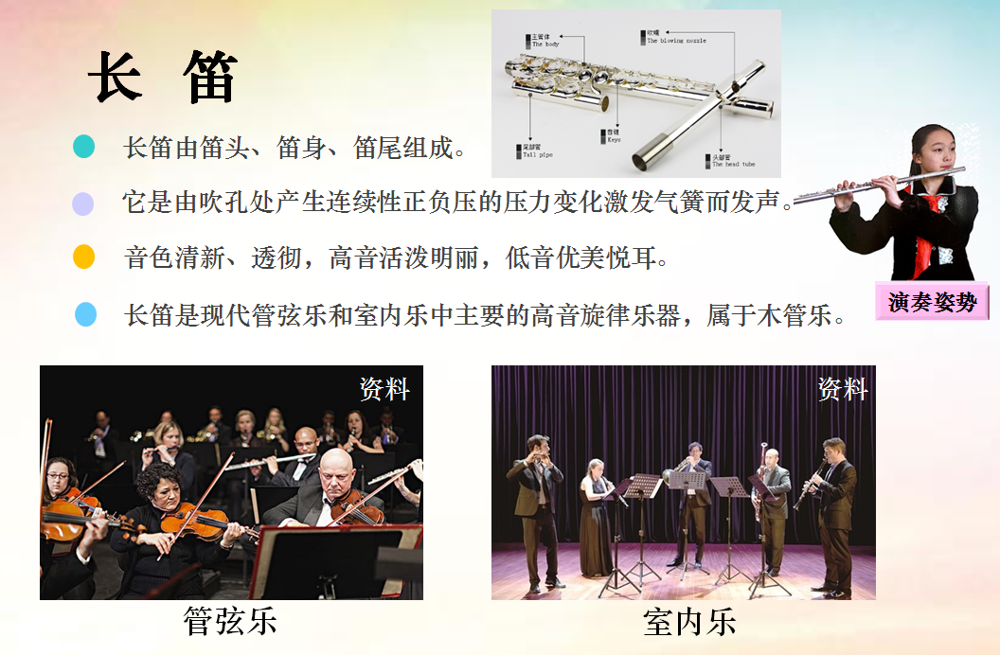 长 笛
主管体
The body
吹嘴
The blowing nozzle
音键
Keys
尾部管
Tail pipe
头部管
The head tube
长笛由笛头、笛身、笛尾组成。
它是由吹孔处产生连续性正负压的压力变化激发气簧而发声。
音色清新、透彻，高音活泼明丽，低音优美悦耳。
长笛是现代管弦乐和室内乐中主要的高音旋律乐器，属于木管乐。
演奏姿势
资料
资料
管弦乐
室内乐